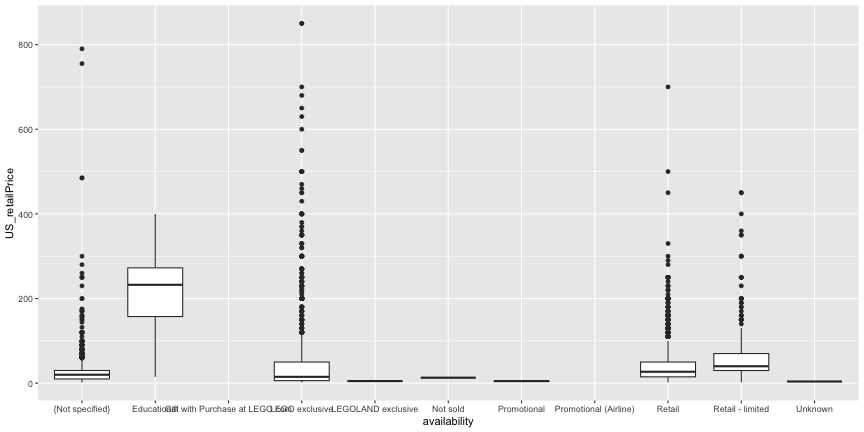 US_retailPrice
800
600
400
200
0
{Not specified}
Educational
Gift with Purchase at LEGO.com
LEGO exclusive
LEGOLAND exclusive
Not sold
Promotional
Promotional (Airline)
Retail
Retail - limited
Unknown
availability